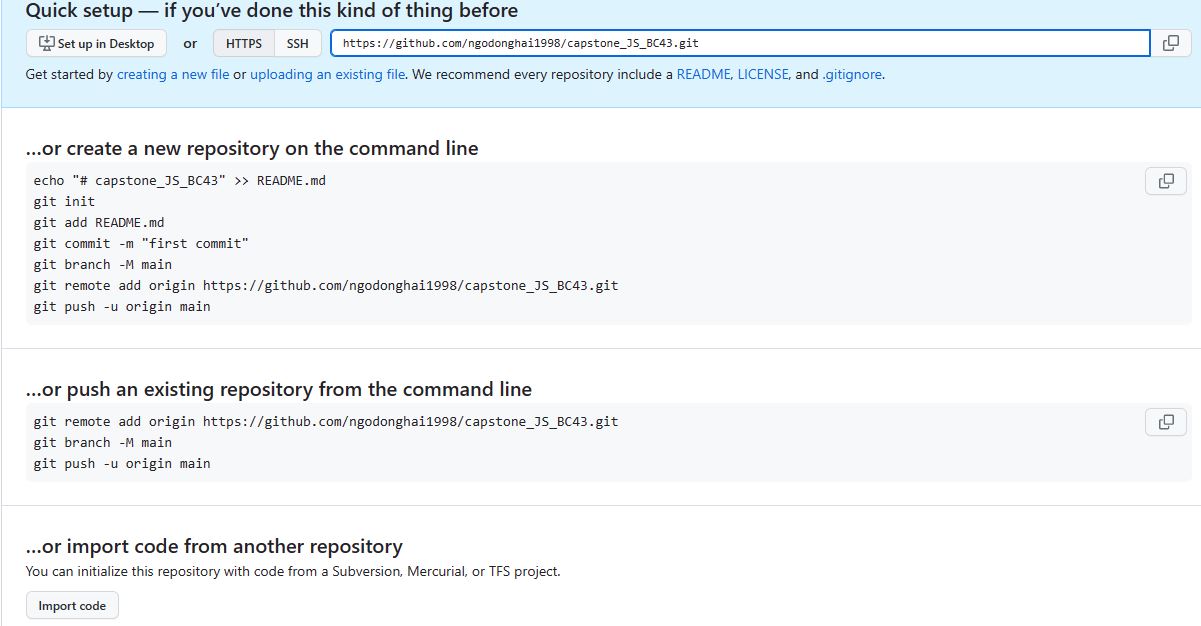 Quick setup — if you’ve done this kind of thing before
Set up in Desktop or HTTPS SSH https://github.com/ngodonghai1998/capstone_JS_BC43.git
Get started by creating a new file or uploading an existing file. We recommend every repository include a README, LICENSE, and .gitignore.
…or create a new repository on the command line
echo "# capstone_JS_BC43" >> README.md
git init
git add README.md
git commit -m "first commit"
git branch -M main
git remote add origin https://github.com/ngodonghai1998/capstone_JS_BC43.git
git push -u origin main
…or push an existing repository from the command line
git remote add origin https://github.com/ngodonghai1998/capstone_JS_BC43.git
git branch -M main
git push -u origin main
…or import code from another repository
You can initialize this repository with code from a Subversion, Mercurial, or TFS project.
Import code